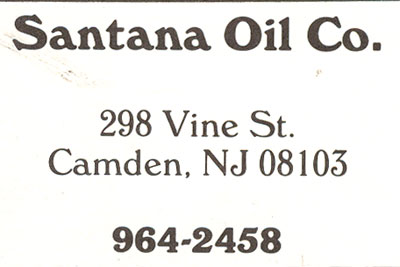 Santana Oil Co.
298 Vine St.
Camden, NJ 08103
964-2458